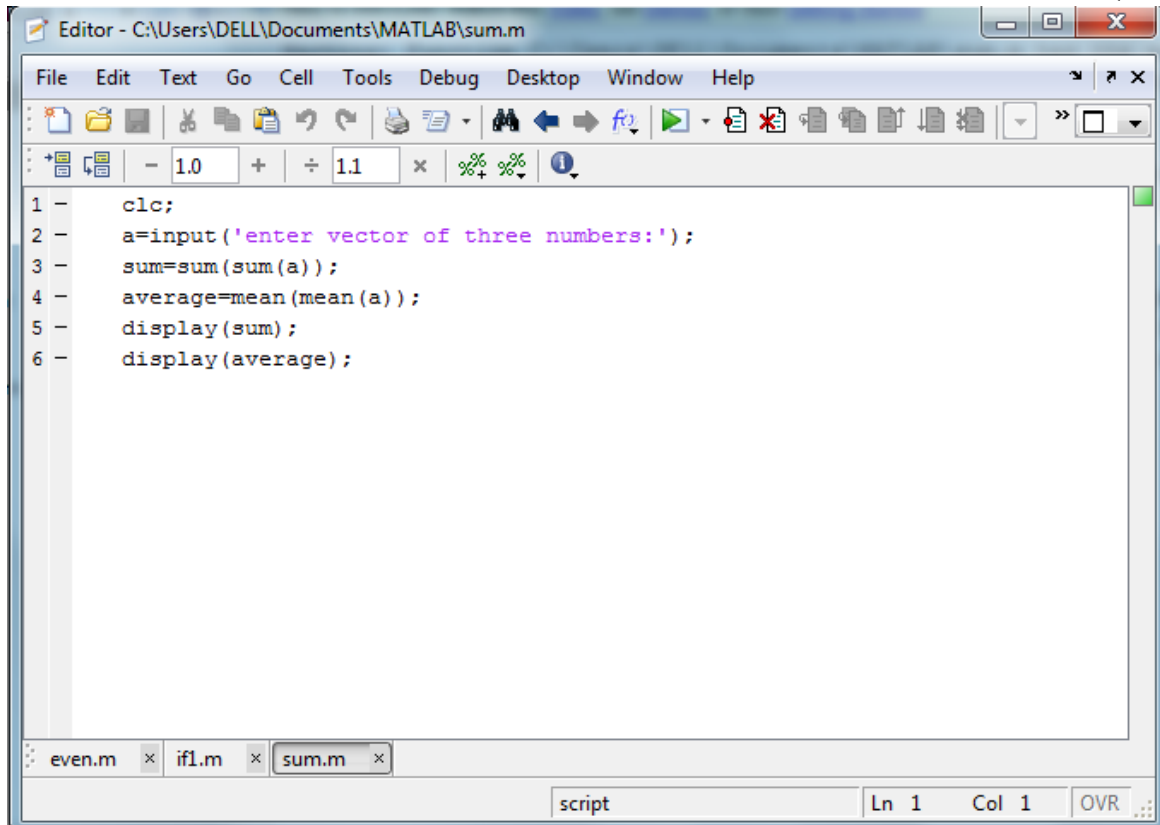 Editor - C:\Users\DELL\Documents\MATLAB\sum.m
File Edit Text Go Cell Tools Debug Desktop Window Help
- 1.0 + ÷ 1.1 ×
1 - clc;
2 - a=input('enter vector of three numbers:');
3 - sum=sum(sum(a));
4 - average=mean(mean(a));
5 - display(sum);
6 - display(average);
even.m × if1.m × sum.m ×
script Ln 1 Col 1 OVR